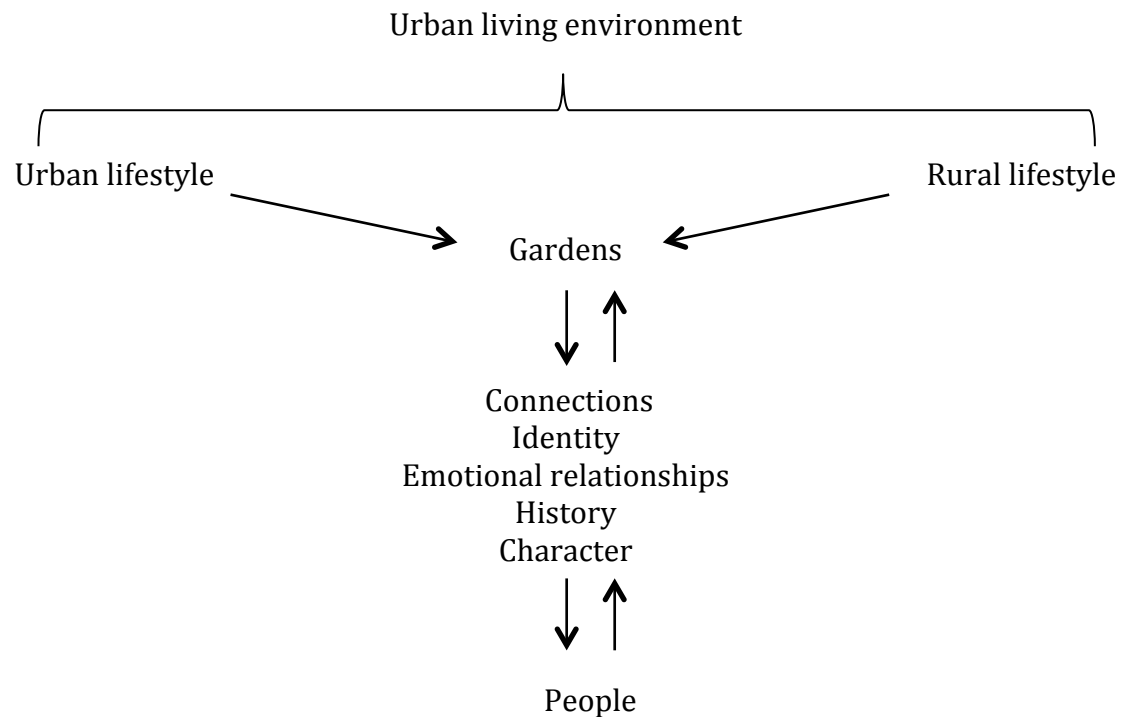 Urban living environment
Urban lifestyle
Rural lifestyle
Gardens
Connections
Identity
Emotional relationships
History
Character
People